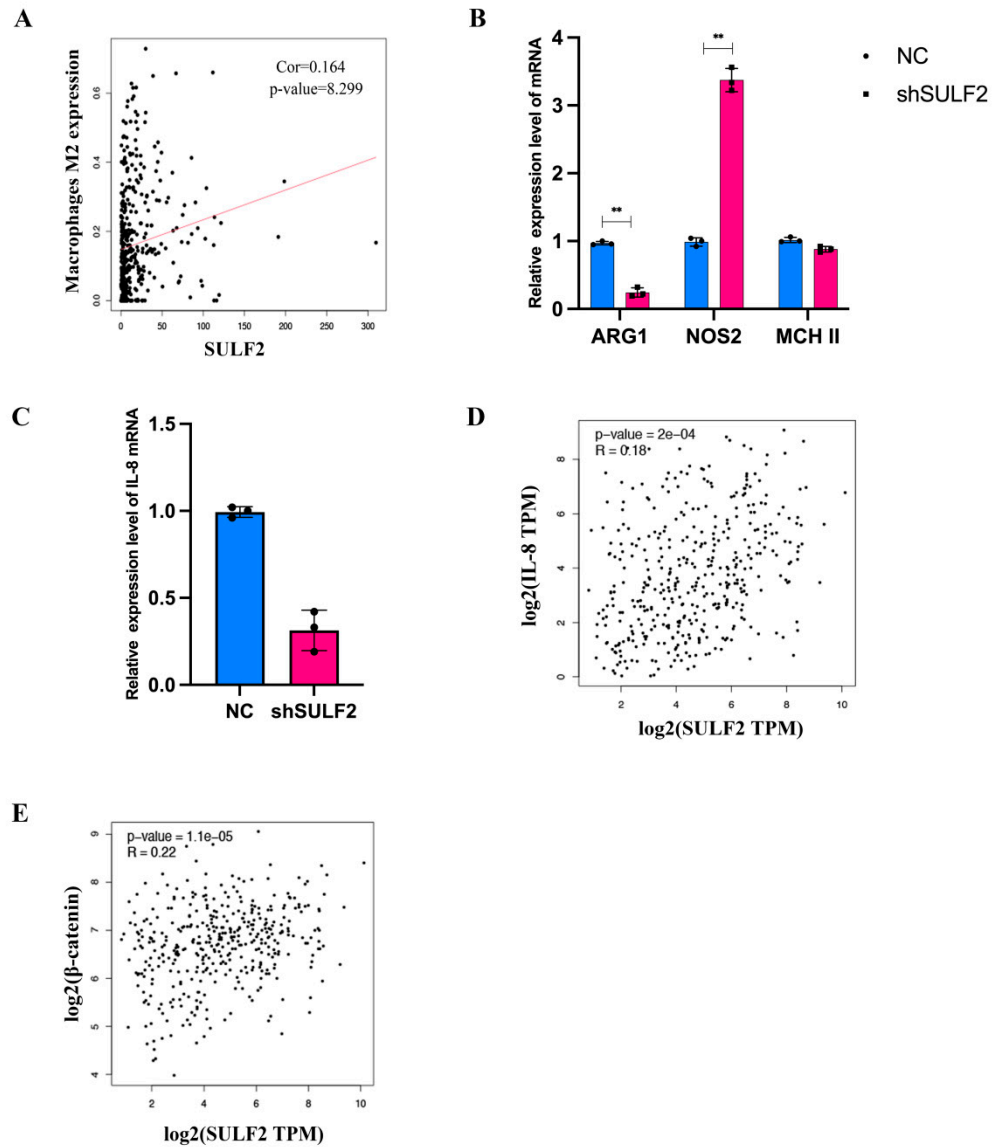 A
Macrophages M2 expression
0.6
0.4
0.2
0.0
Cor=0.164
p-value=8.299
0 50 100 150 200 250 300
SULF2
B
Relative expression level of mRNA
4
3
2
1
0
**
**
ARG1 NOS2 MCH II
NC
shSULF2
C
Relative expression level of IL-8 mRNA
1.5
1.0
0.5
0.0
NC shSULF2
D
log2(IL-8 TPM)
8
6
4
2
0
p-value = 2e-04
R = 0.18
2 4 6 8 10
log2(SULF2 TPM)
E
log2(β-catenin)
9
8
7
6
5
4
p-value = 1.1e-05
R = 0.22
2 4 6 8 10
log2(SULF2 TPM)